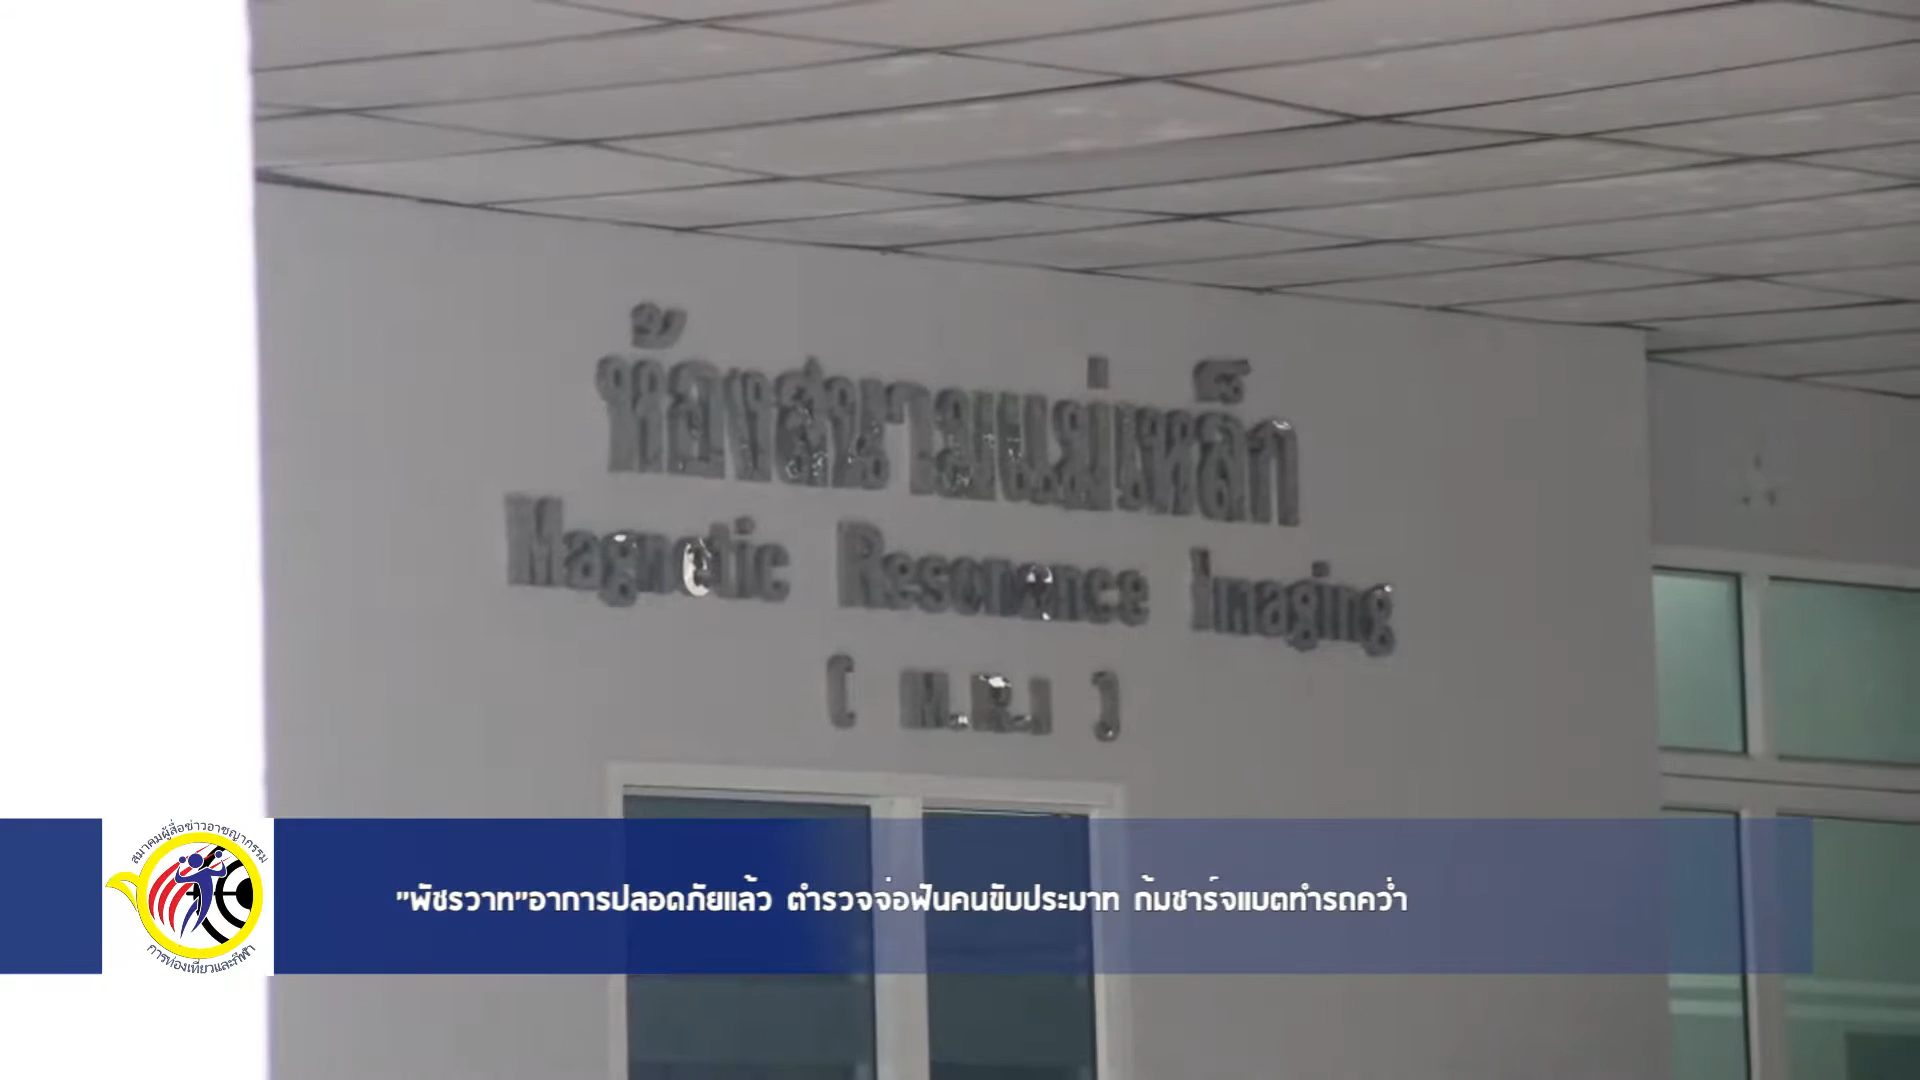 ห้องสนามแม่เหล็ก
Magnetic Resonance Imaging
( M.R.I )
สมาคมผู้สื่อข่าวอาชญากรรม
การท่องเที่ยวและกีฬา
"พัชรวาท"อาการปลอดภัยแล้ว ตำรวจจ่อฟันคนขับประมาท ก้มชาร์จแบตทำรถคว่ำ